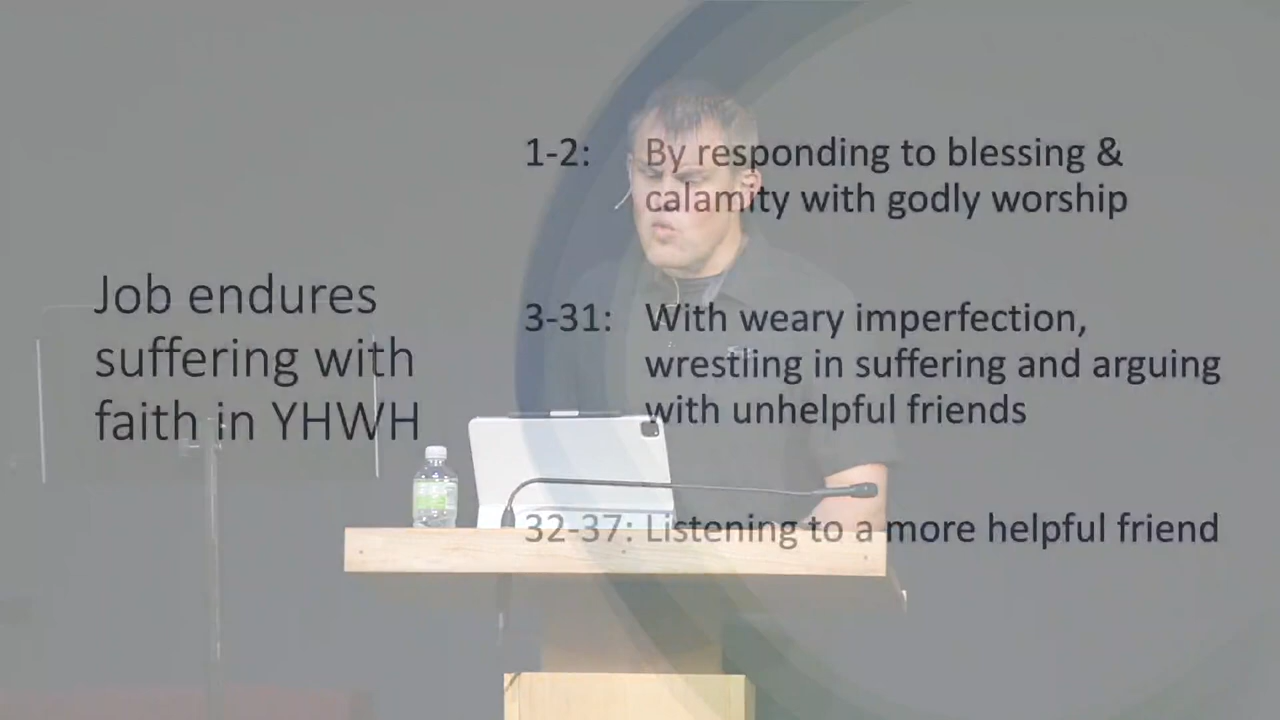 Job endures
suffering with
faith in YHWH
1-2: By responding to blessing &
calamity with godly worship
3-31: With weary imperfection,
wrestling in suffering and arguing
with unhelpful friends
32-37: Listening to a more helpful friend